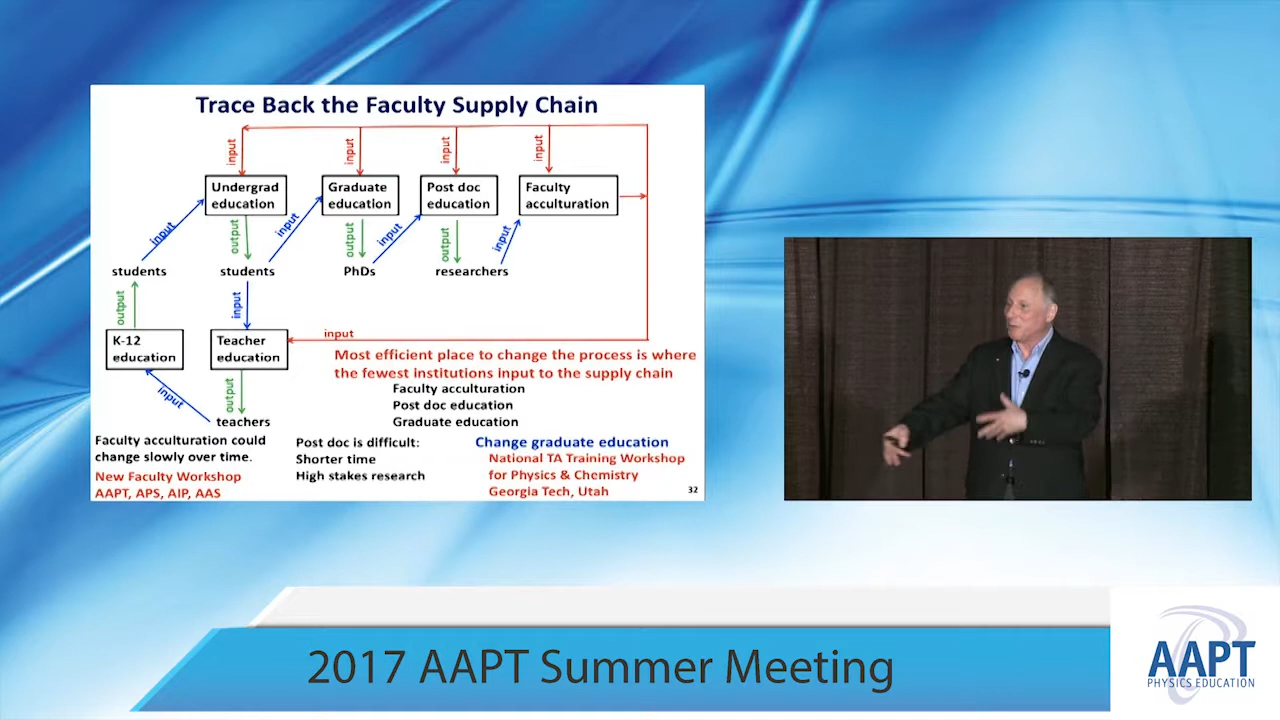 Trace Back the Faculty Supply Chain
input
input
input
input
Undergrad
education
Graduate
education
Post doc
education
Faculty
acculturation
input
output
input
output
input
output
input
students
students
PhDs
researchers
output
input
input
K-12
education
Teacher
education
Most efficient place to change the process is where
the fewest institutions input to the supply chain
Faculty acculturation
Post doc education
Graduate education
input
output
teachers
Faculty acculturation could
change slowly over time.
New Faculty Workshop
AAPT, APS, AIP, AAS
Post doc is difficult:
Shorter time
High stakes research
Change graduate education
National TA Training Workshop
for Physics & Chemistry
Georgia Tech, Utah
32
2017 AAPT Summer Meeting
AAPT
PHYSICS EDUCATION